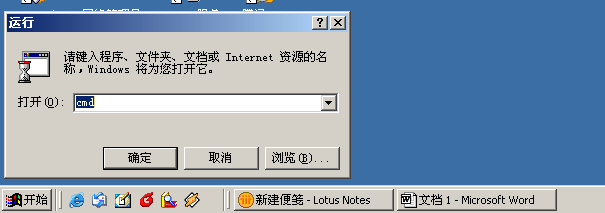 运行
请键入程序、文件夹、文档或 Internet 资源的名
称,Windows 将为您打开它。
打开(O):
cmd
确定
取消
浏览(B)...
开始
新建便笺 - Lotus Notes
文档 1 - Microsoft Word